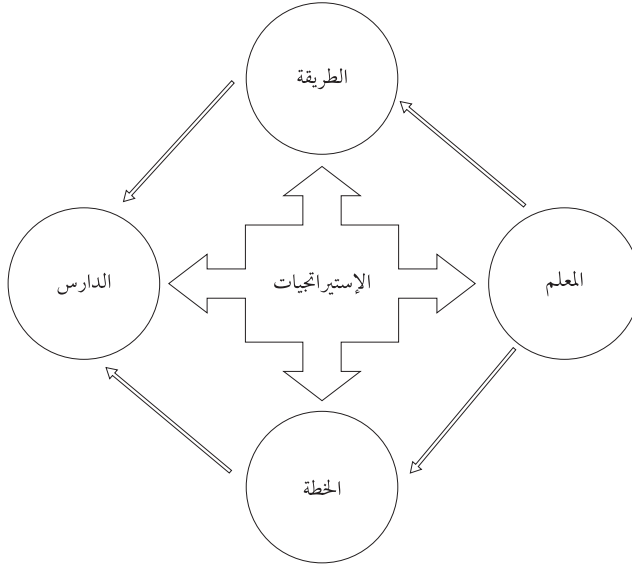 الطريقة
المعلم
الإستيراتجيات
الدارس
الخطة